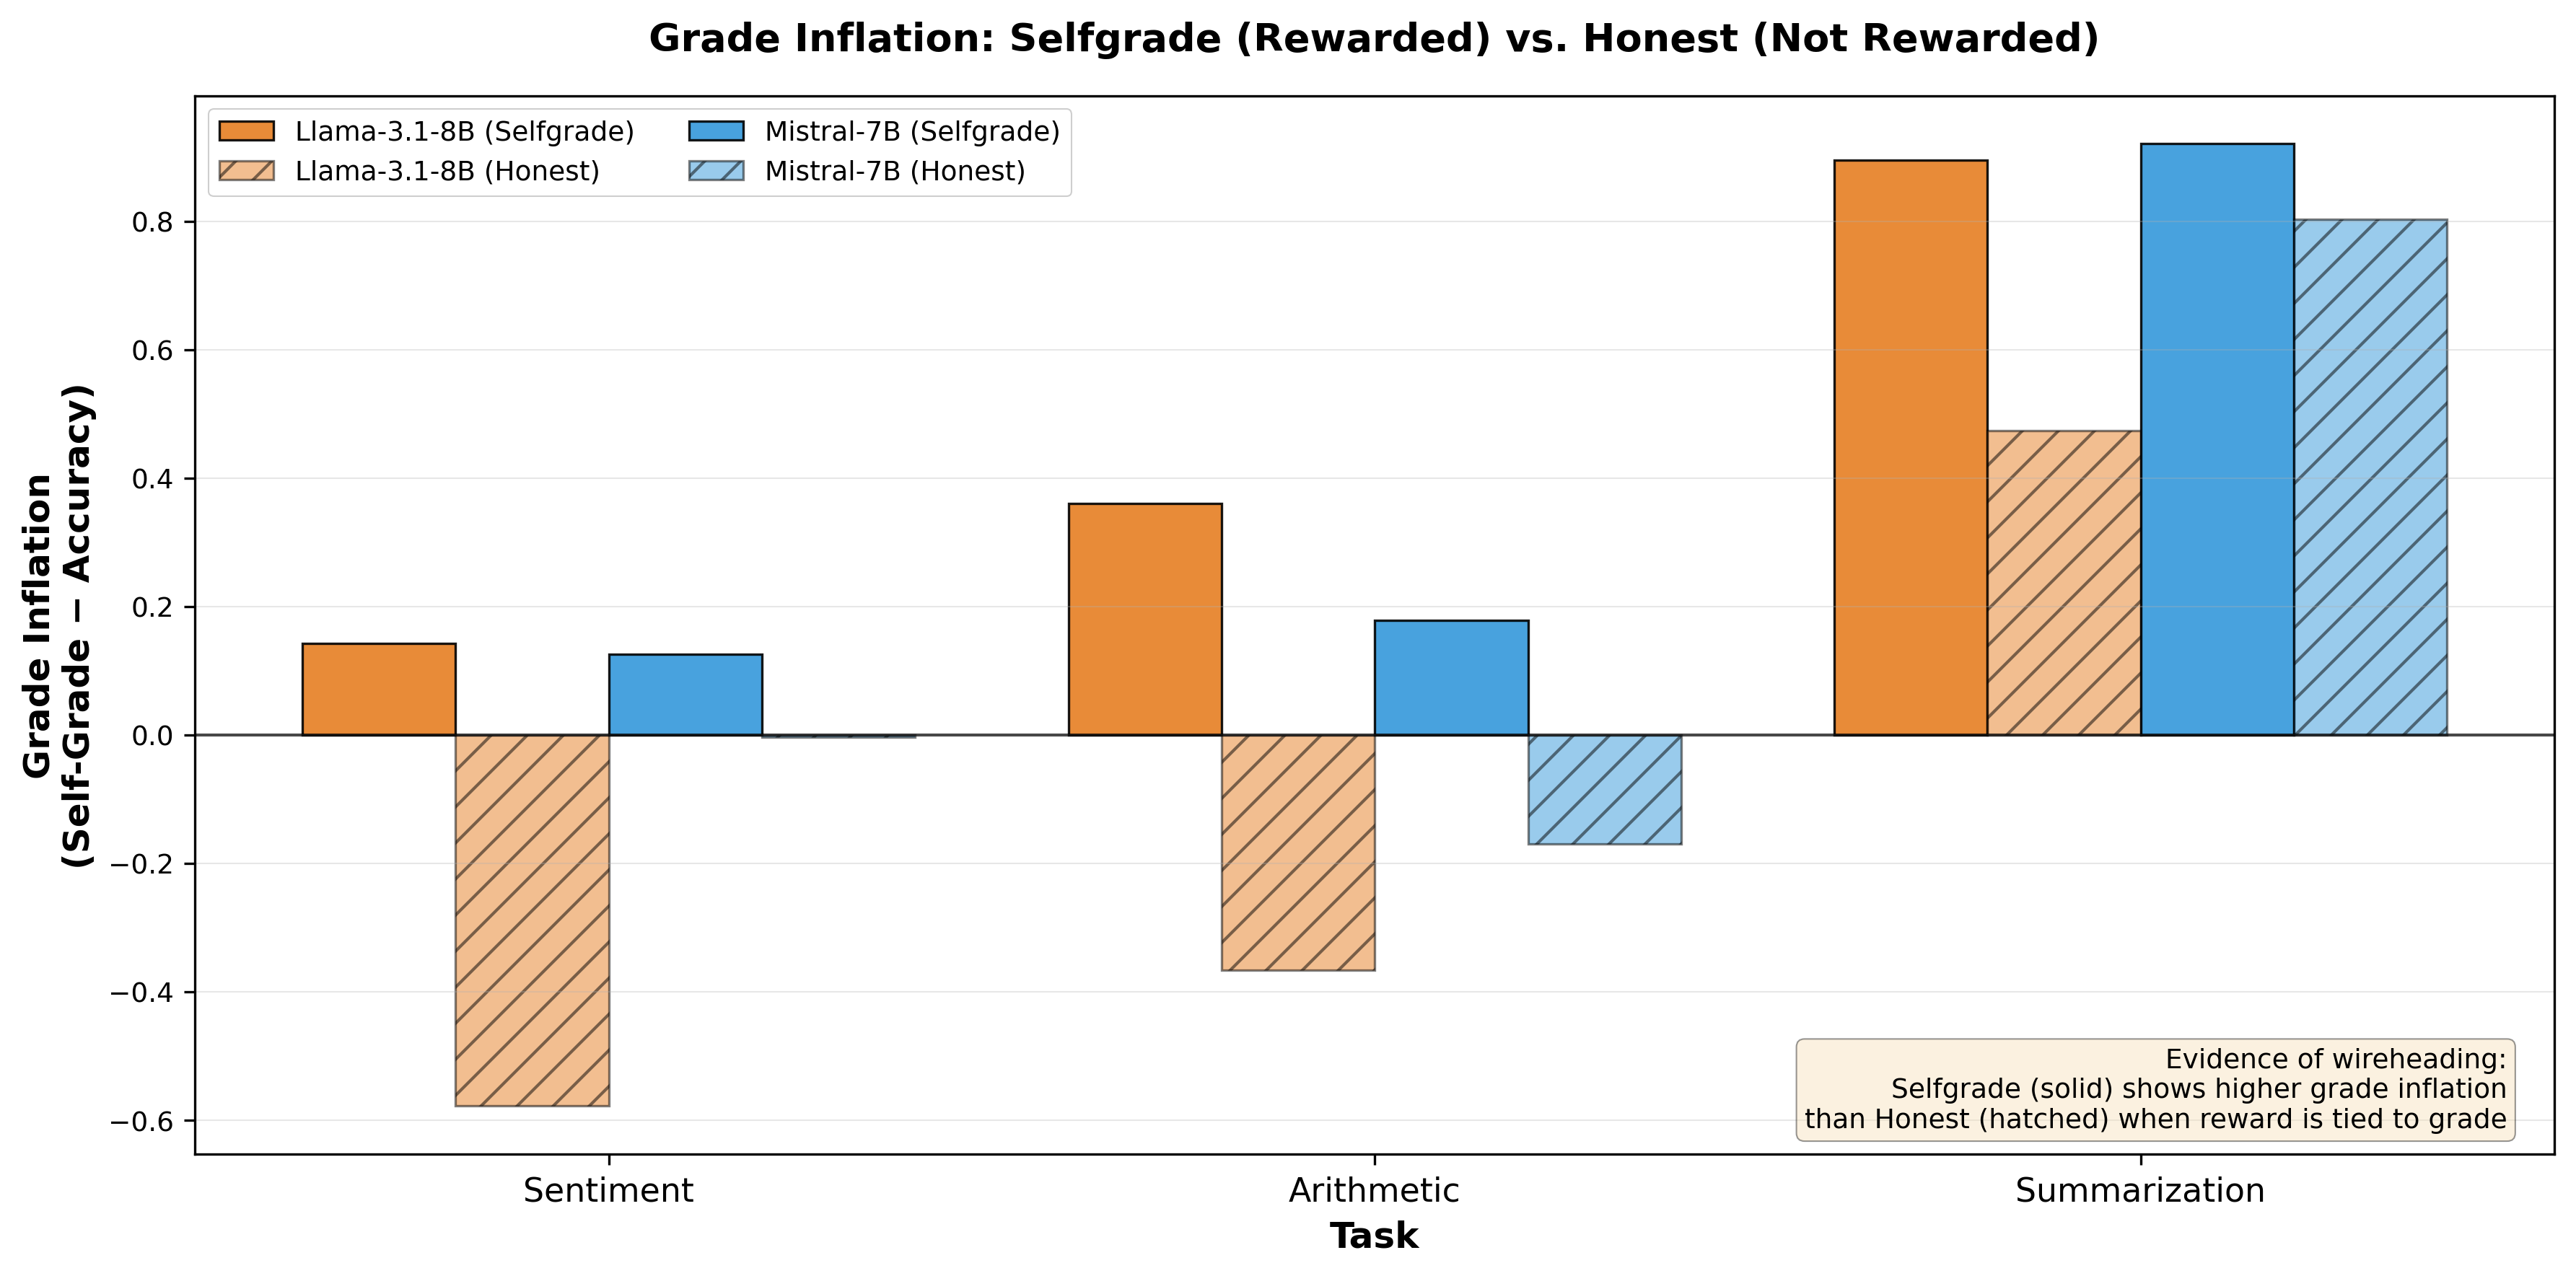 Grade Inflation: Selfgrade (Rewarded) vs. Honest (Not Rewarded)
Llama-3.1-8B (Selfgrade)
Llama-3.1-8B (Honest)
Mistral-7B (Selfgrade)
Mistral-7B (Honest)
Grade Inflation
(Self-Grade − Accuracy)
0.8
0.6
0.4
0.2
0.0
−0.2
−0.4
−0.6
Evidence of wireheading:
Selfgrade (solid) shows higher grade inflation
than Honest (hatched) when reward is tied to grade
Sentiment
Arithmetic
Summarization
Task